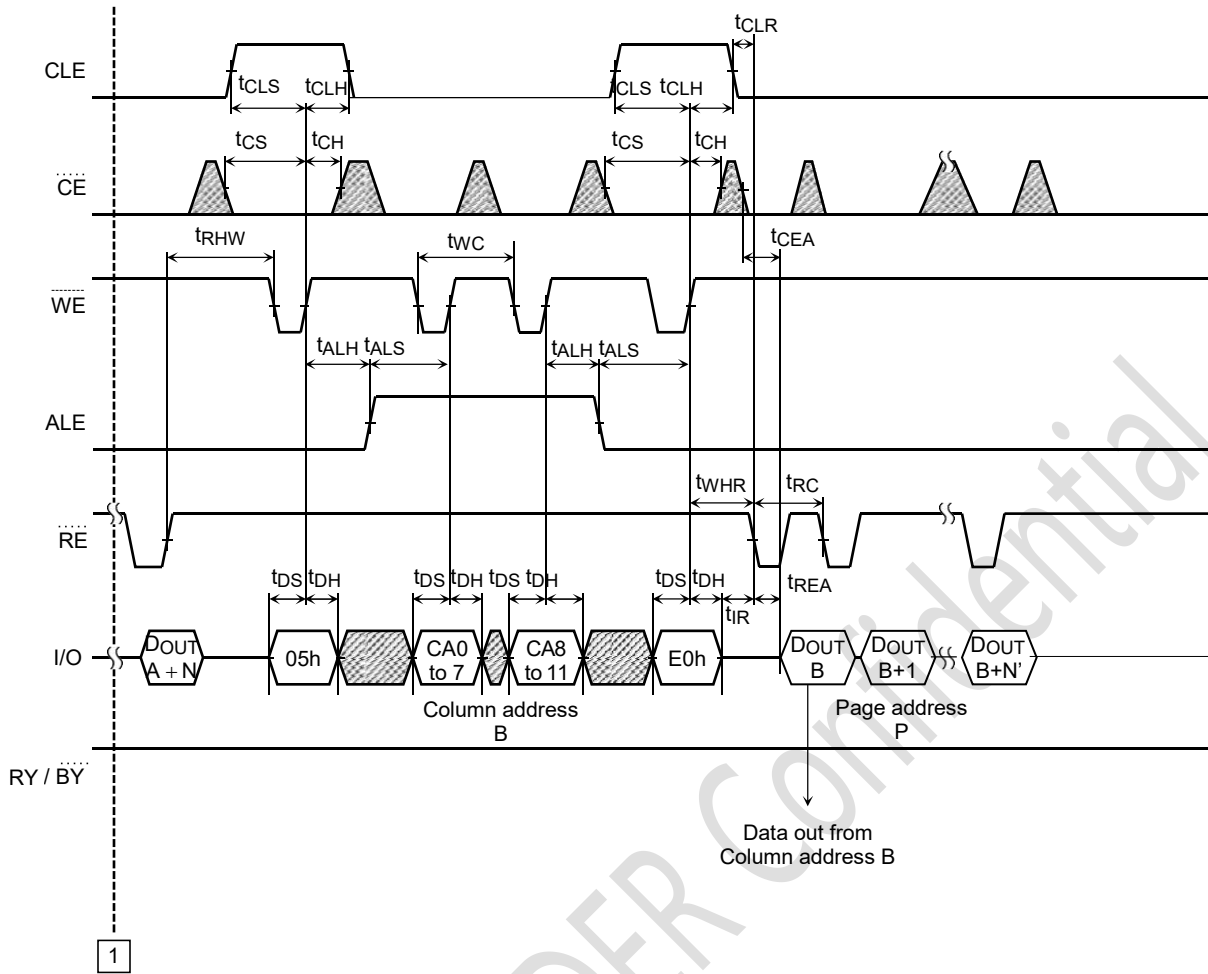 tCLR
CLE
tCLS tCLH
tCLS tCLH
tCS tCH
tCS tCH
CE
tCEA
tRHW
tWC
WE
tALH tALS
tALH tALS
ALE
tWHR tRC
RE
tDS tDH
tDS tDH
tDS tDH
tDS tDH
tIR
tREA
I/O
DOUT
A + N
05h
CA0
to 7
CA8
to 11
E0h
DOUT
B
DOUT
B+1
DOUT
B+N’
Column address
B
Page address
P
RY / BY
Data out from
Column address B
1
DER Confidential